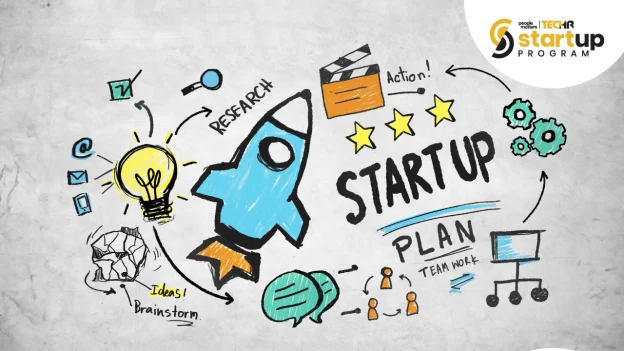 people matters | TECHR
startup
PROGRAM
Action!
RESEARCH
START UP
@
PLAN
TEAM WORK
Ideas!
Brainstorm